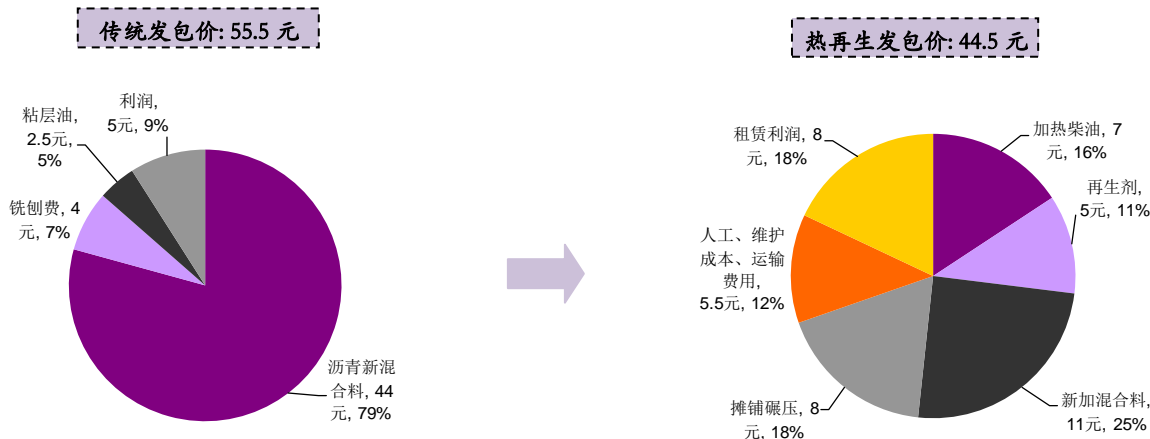 传统发包价: 55.5 元
粘层油,
2.5元,
5%
利润,
5元, 9%
铣刨费, 4
元, 7%
沥青新混
合料, 44
元, 79%
热再生发包价: 44.5 元
租赁利润, 8
元, 18%
加热柴油, 7
元, 16%
再生剂,
5元, 11%
人工、维护
成本、运输
费用,
5.5元, 12%
摊铺碾压, 8
元, 18%
新加混合料,
11元, 25%